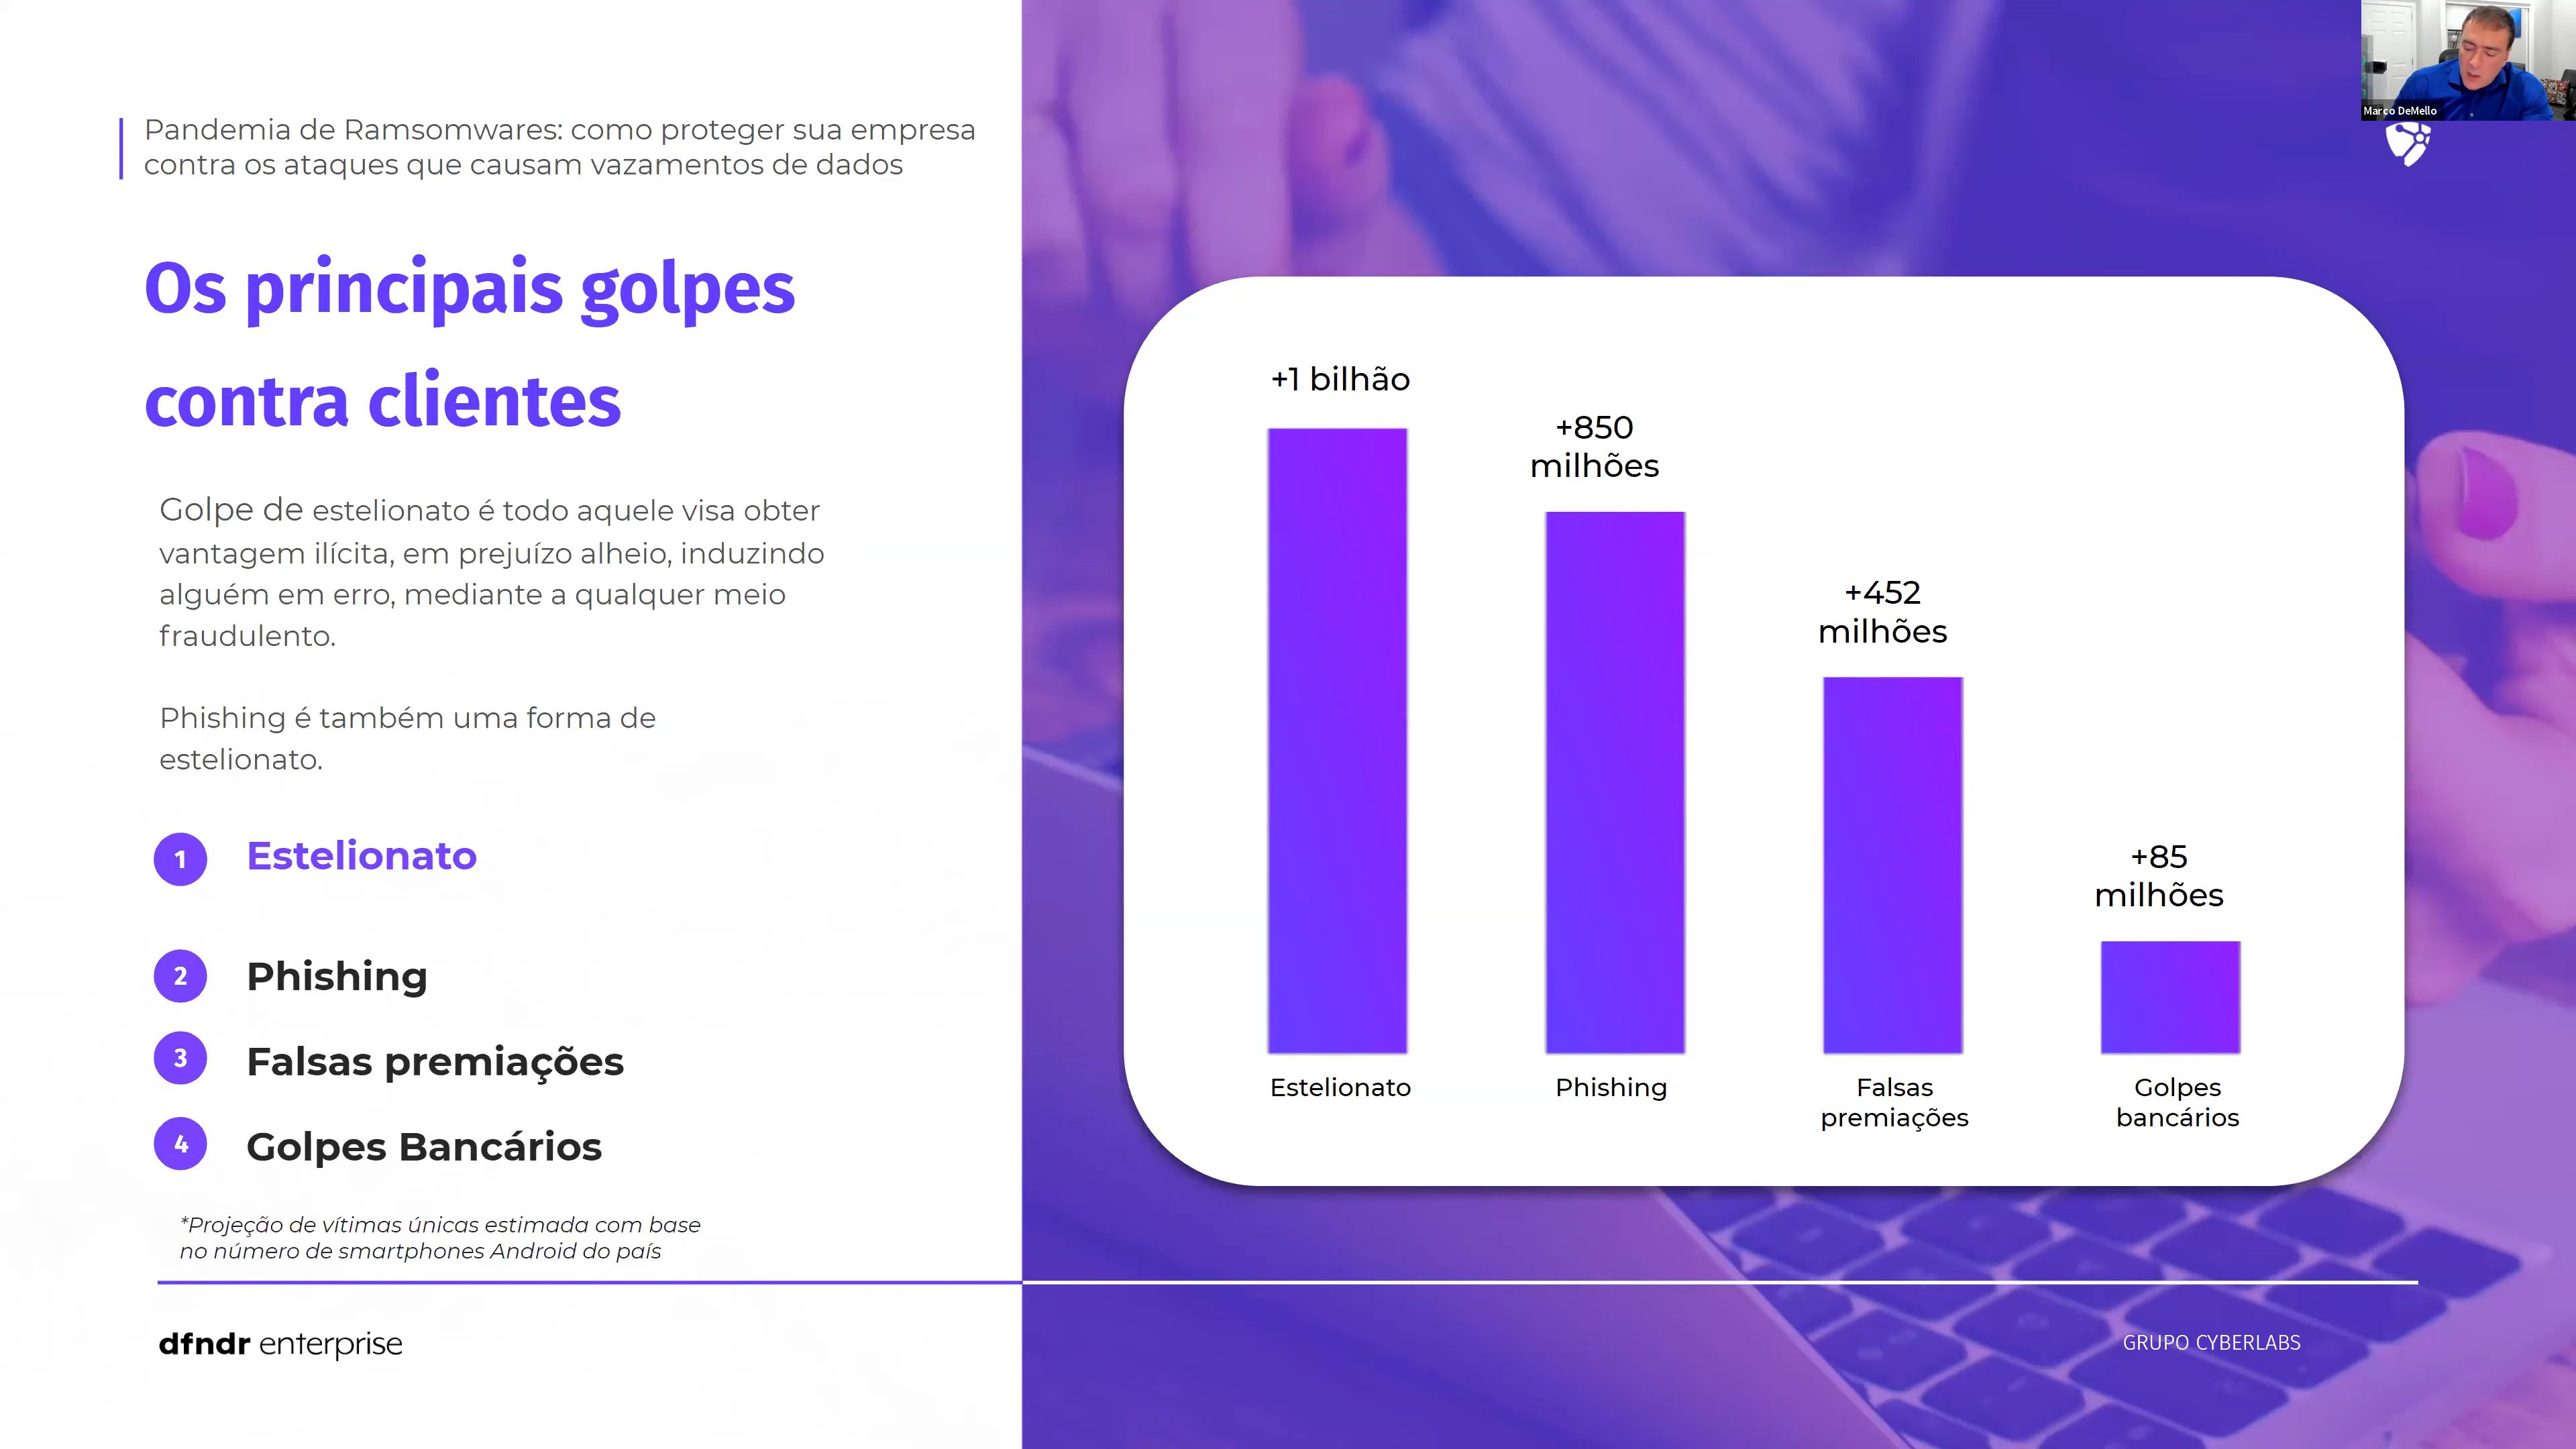 Pandemia de Ramsomwares: como proteger sua empresa
contra os ataques que causam vazamentos de dados
Os principais golpes
contra clientes
Golpe de estelionato é todo aquele visa obter
vantagem ilícita, em prejuízo alheio, induzindo
alguém em erro, mediante a qualquer meio
fraudulento.
Phishing é também uma forma de
estelionato.
1 Estelionato
2 Phishing
3 Falsas premiações
4 Golpes Bancários
*Projeção de vítimas únicas estimada com base
no número de smartphones Android do país
dfndr enterprise
Marco DeMello
+1 bilhão
+850
milhões
+452
milhões
+85
milhões
Estelionato
Phishing
Falsas
premiações
Golpes
bancários
GRUPO CYBERLABS